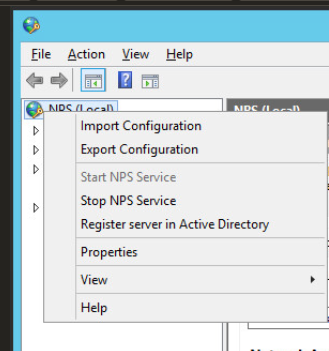 File Action View Help
NPS (Local)
NPS (Local)
Import Configuration
Export Configuration
Start NPS Service
Stop NPS Service
Register server in Active Directory
Properties
View
Help